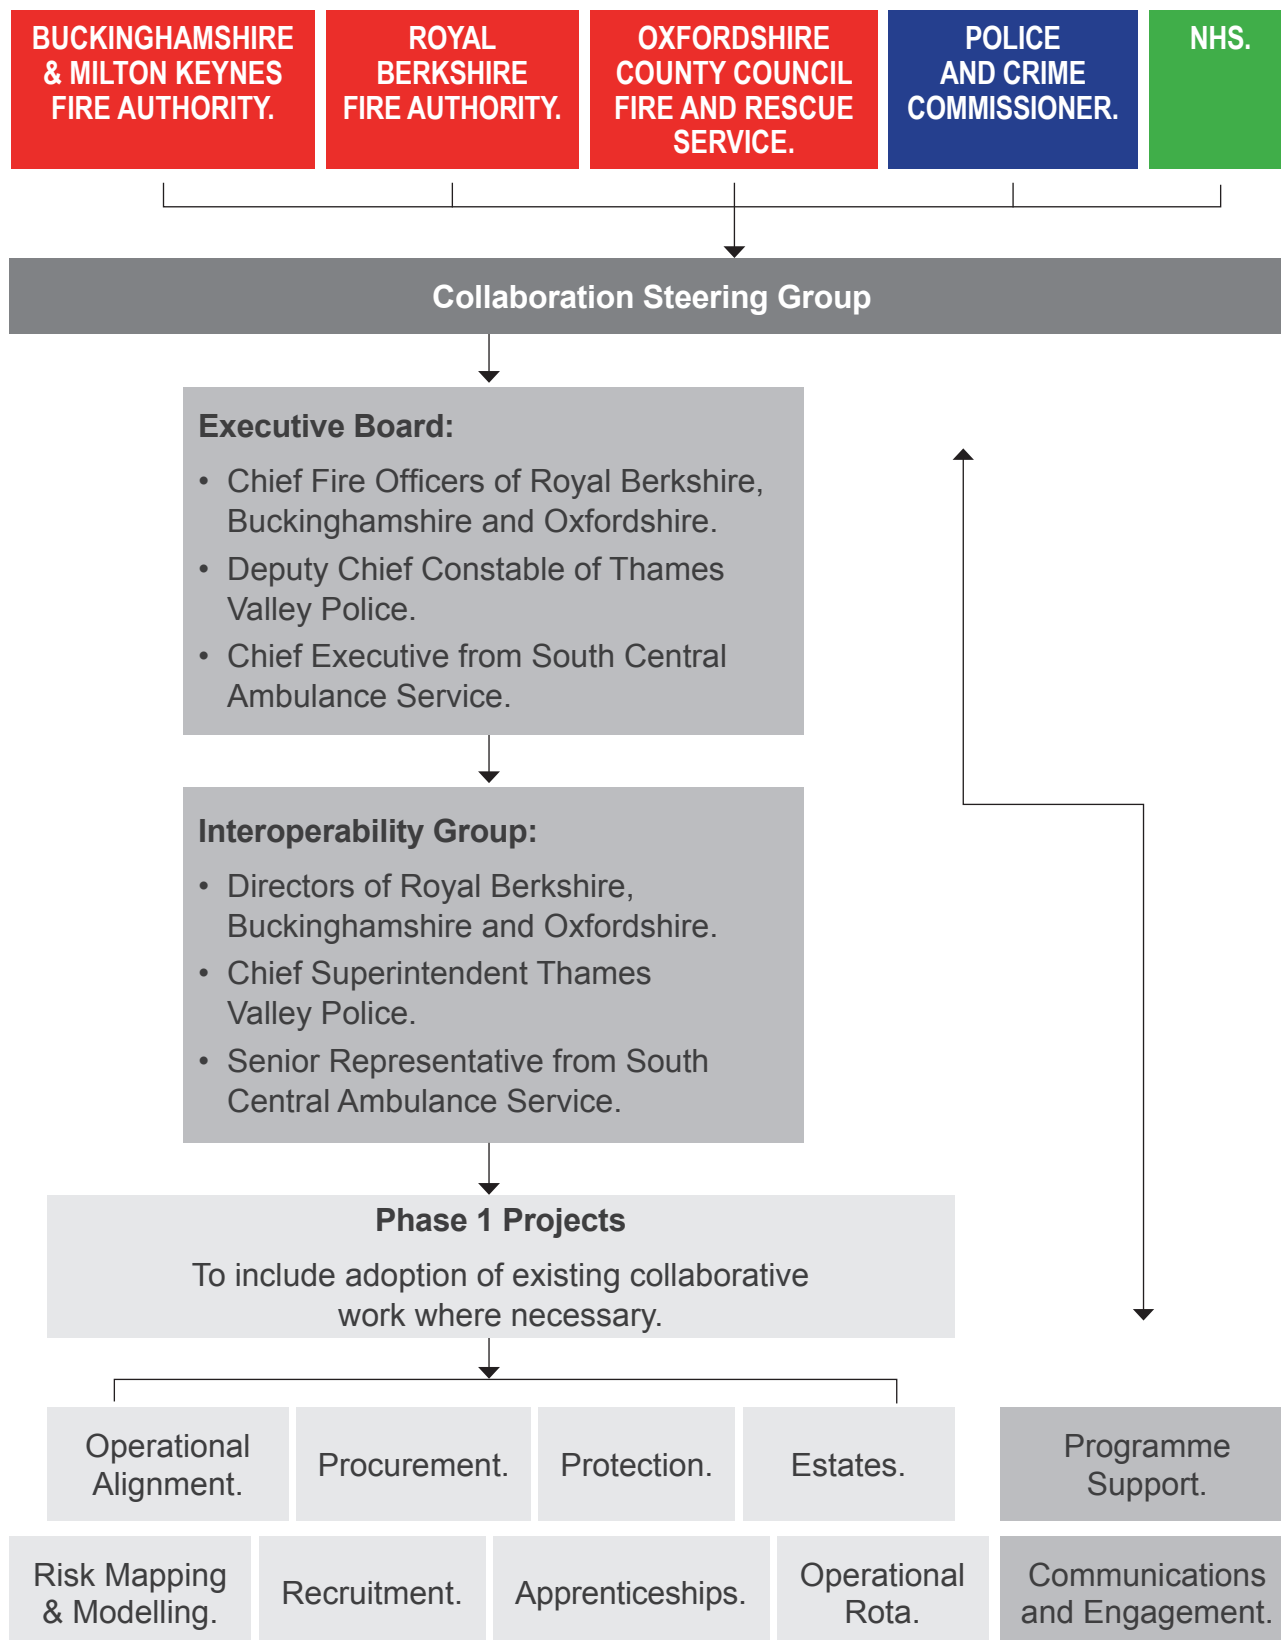 BUCKINGHAMSHIRE
& MILTON KEYNES
FIRE AUTHORITY.
ROYAL
BERKSHIRE
FIRE AUTHORITY.
OXFORDSHIRE
COUNTY COUNCIL
FIRE AND RESCUE
SERVICE.
POLICE
AND CRIME
COMMISSIONER.
NHS.
Collaboration Steering Group
Executive Board:
• Chief Fire Officers of Royal Berkshire,
Buckinghamshire and Oxfordshire.
• Deputy Chief Constable of Thames
Valley Police.
• Chief Executive from South Central
Ambulance Service.
Interoperability Group:
• Directors of Royal Berkshire,
Buckinghamshire and Oxfordshire.
• Chief Superintendent Thames
Valley Police.
• Senior Representative from South
Central Ambulance Service.
Phase 1 Projects
To include adoption of existing collaborative
work where necessary.
Operational
Alignment.
Procurement.
Protection.
Estates.
Programme
Support.
Risk Mapping
& Modelling.
Recruitment.
Apprenticeships.
Operational
Rota.
Communications
and Engagement.